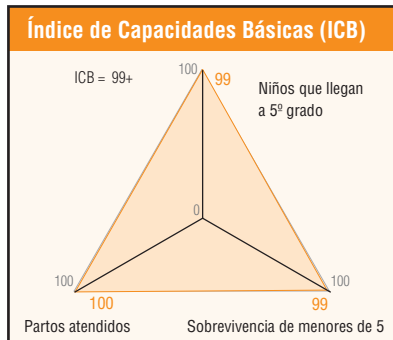 Índice de Capacidades Básicas (ICB)
ICB = 99+
100
99
Niños que llegan
a 5º grado
0
100
100
100
99
Partos atendidos
Sobrevivencia de menores de 5